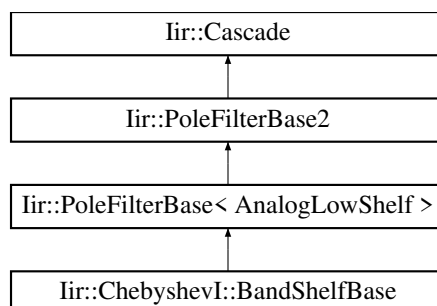 Iir::Cascade
Iir::PoleFilterBase2
Iir::PoleFilterBase< AnalogLowShelf >
Iir::ChebyshevI::BandShelfBase